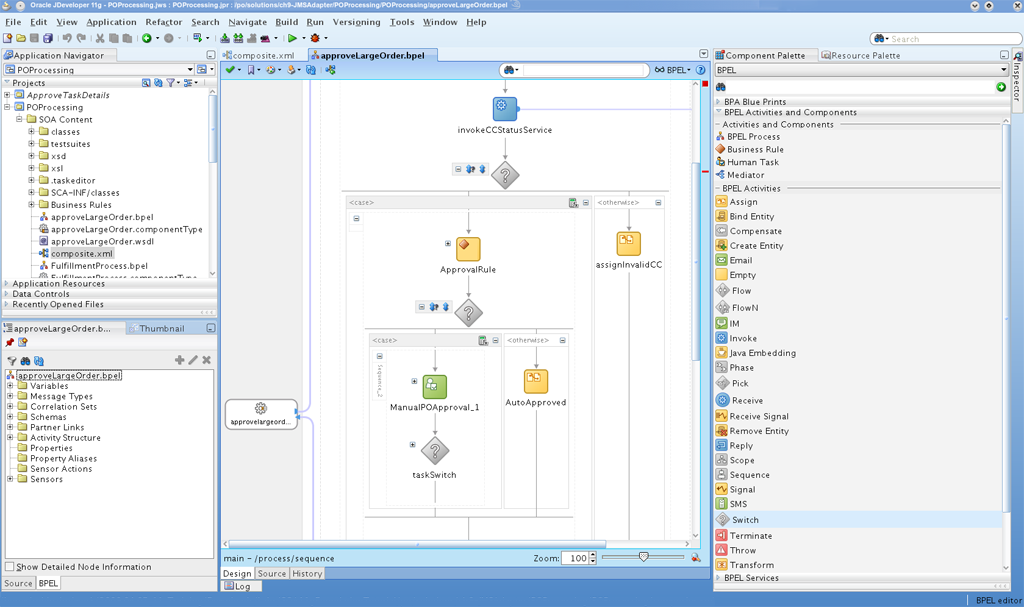 Oracle JDeveloper 11g - POProcessing.jws : POProcessing.jpr : /po/solutions/ch9-JMSAdapter/POProcessing/POProcessing/approveLargeOrder.bpel
File Edit View Application Refactor Search Navigate Build Run Versioning Tools Window Help
Search
Application Navigator
POProcessing
Projects
ApproveTaskDetails
POProcessing
SOA Content
classes
testsuites
xsd
xsl
.taskeditor
SCA-INF/classes
Business Rules
approveLargeOrder.bpel
approveLargeOrder.componentType
approveLargeOrder.wsdl
composite.xml
FulfillmentProcess.bpel
FulfillmentProcess.componentType
Application Resources
Data Controls
Recently Opened Files
approveLargeOrder.b...
Thumbnail
approveLargeOrder.bpel
Variables
Message Types
Correlation Sets
Schemas
Partner Links
Activity Structure
Properties
Property Aliases
Sensor Actions
Sensors
Show Detailed Node Information
Source BPEL
composite.xml
approveLargeOrder.bpel
BPEL
invokeCCStatusService
<case>
<otherwise>
ApprovalRule
assignInvalidCC
<case>
<otherwise>
Sequence_2
ManualPOApproval_1
AutoApproved
taskSwitch
approvelargeord...
main - /process/sequence
Zoom: 100
Design Source History
Log
Component Palette
Resource Palette
BPEL
BPA Blue Prints
BPEL Activities and Components
Activities and Components
BPEL Process
Business Rule
Human Task
Mediator
BPEL Activities
Assign
Bind Entity
Compensate
Create Entity
Email
Empty
Flow
FlowN
IM
Invoke
Java Embedding
Phase
Pick
Receive
Receive Signal
Remove Entity
Reply
Scope
Sequence
Signal
SMS
Switch
Terminate
Throw
Transform
BPEL Services
Inspector
BPEL editor